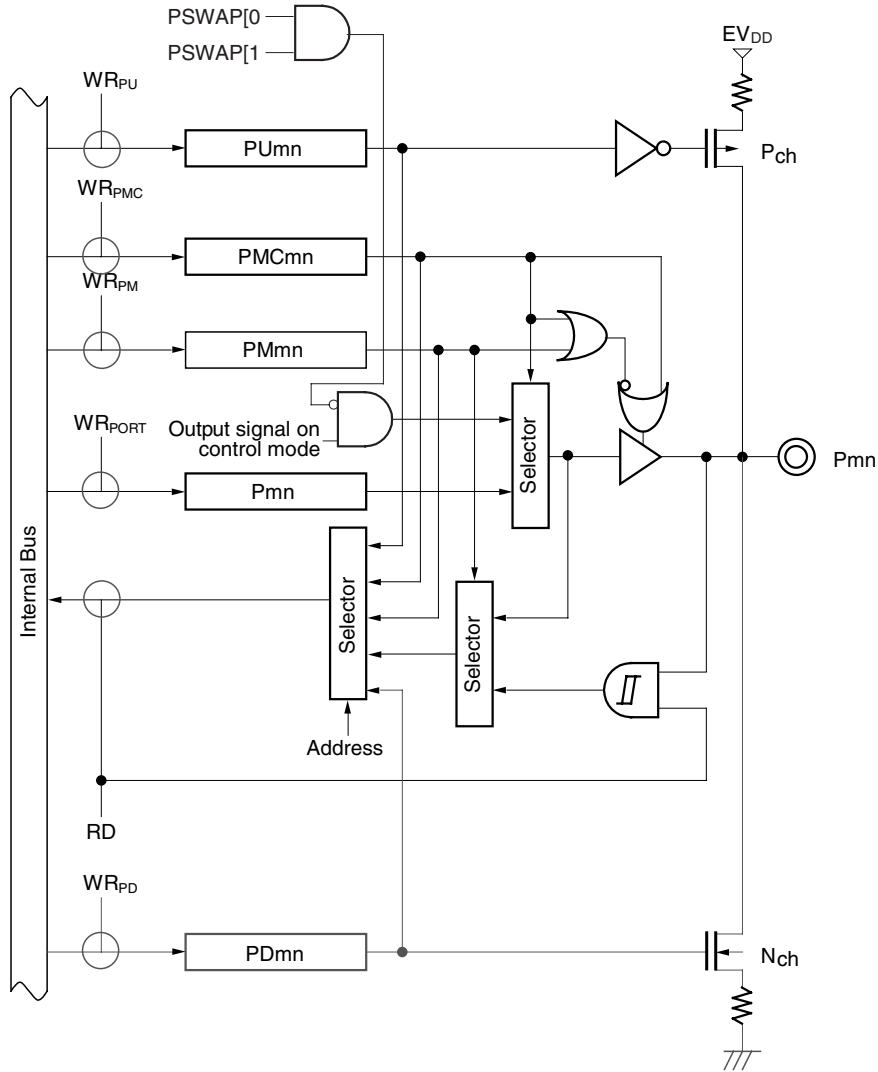 PSWAP[0
PSWAP[1
EVDD
WRPU
PUmn
Pch
WRPMC
PMCmn
WRPM
PMmn
WRPORT
Output signal on
control mode
Selector
Pmn
Pmn
Internal Bus
Selector
Selector
Address
RD
WRPD
PDmn
Nch